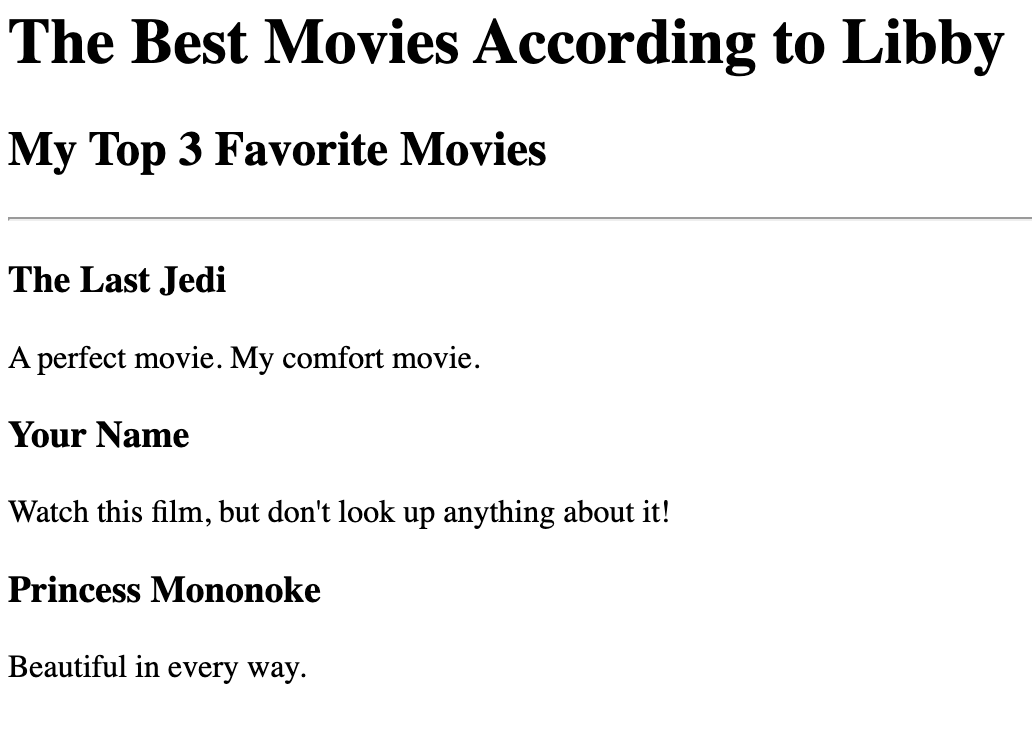 The Best Movies According to Libby
My Top 3 Favorite Movies
The Last Jedi
A perfect movie. My comfort movie.
Your Name
Watch this film, but don't look up anything about it!
Princess Mononoke
Beautiful in every way.